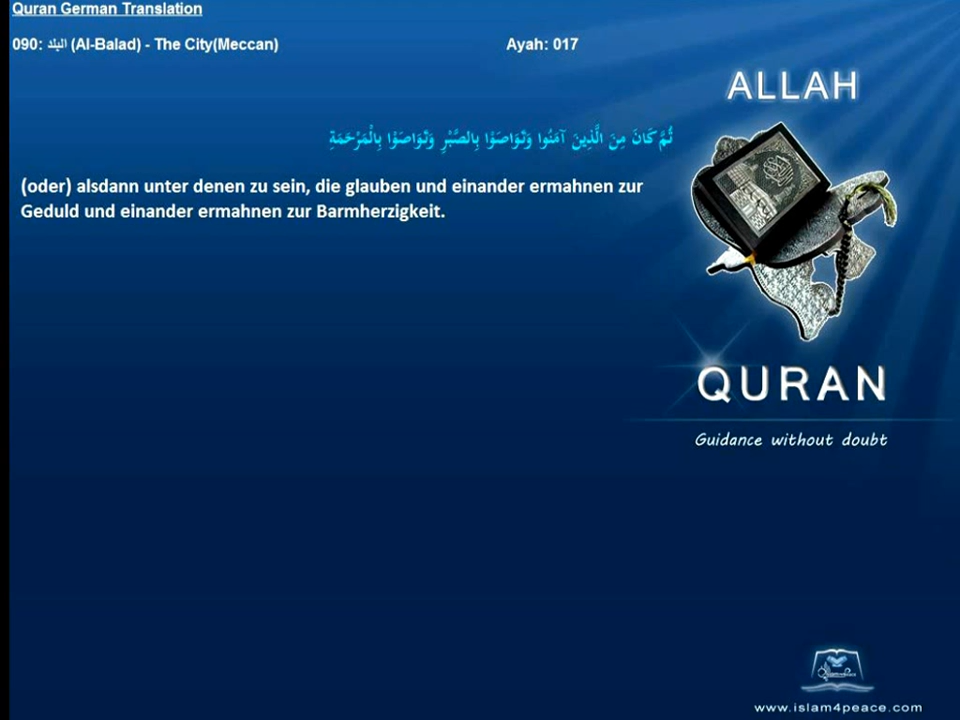 Quran German Translation
090: البلد (Al-Balad) - The City(Meccan) Ayah: 017
ALLAH
ثُمَّ كَانَ مِنَ الَّذِينَ آمَنُوا وَتَوَاصَوْا بِالصَّبْرِ وَتَوَاصَوْا بِالْمَرْحَمَةِ
(oder) alsdann unter denen zu sein, die glauben und einander ermahnen zur
Geduld und einander ermahnen zur Barmherzigkeit.
QURAN
Guidance without doubt
www.islam4peace.com